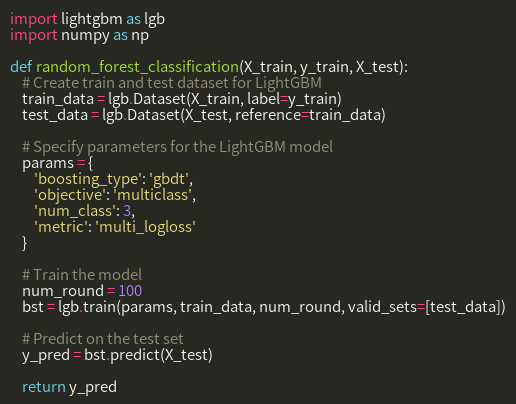 import lightgbm as lgb
import numpy as np
def random_forest_classification(X_train, y_train, X_test):
# Create train and test dataset for LightGBM
train_data = lgb.Dataset(X_train, label=y_train)
test_data = lgb.Dataset(X_test, reference=train_data)
# Specify parameters for the LightGBM model
params = {
'boosting_type': 'gbdt',
'objective': 'multiclass',
'num_class': 3,
'metric': 'multi_logloss'
}
# Train the model
num_round = 100
bst = lgb.train(params, train_data, num_round, valid_sets=[test_data])
# Predict on the test set
y_pred = bst.predict(X_test)
return y_pred